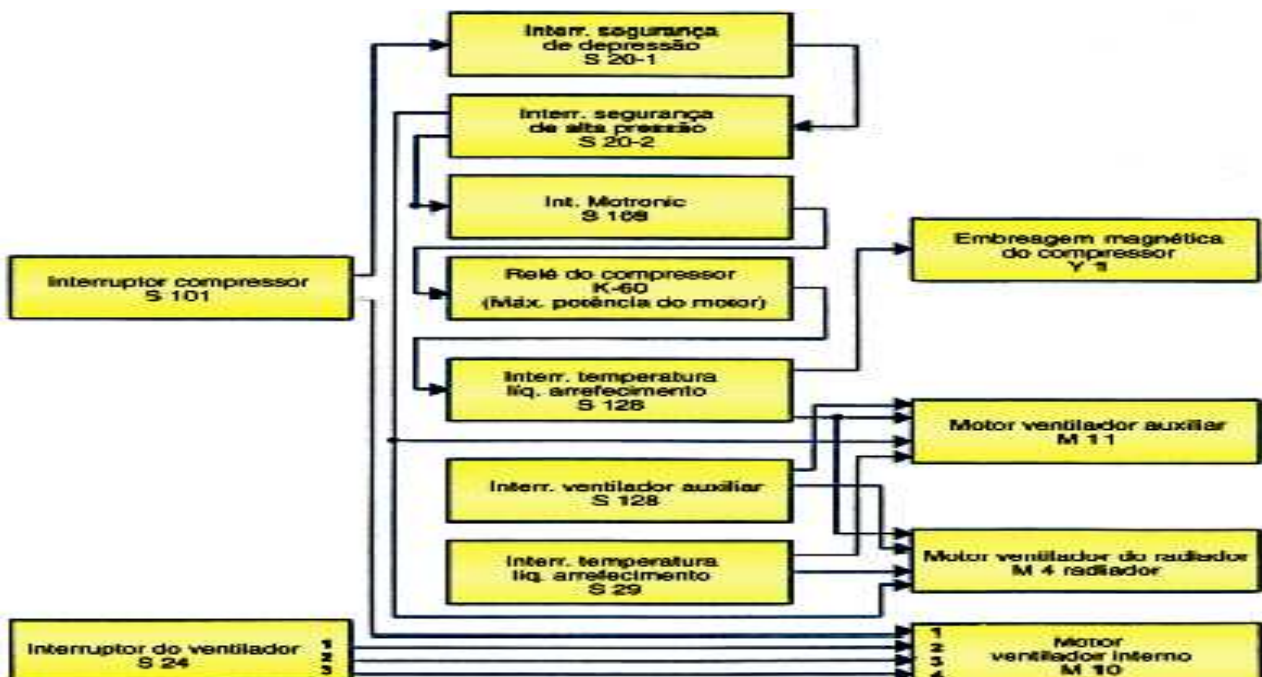 Interr. segurança
de depressão
S 20-1
Interr. segurança
de alta pressão
S 20-2
Int. Motronic
S 169
Relé do compressor
K-60
(Máx. potência do motor)
Interr. temperatura
líq. arrefecimento
S 128
Interr. ventilador auxiliar
S 128
Interr. temperatura
líq. arrefecimento
S 29
Interruptor compressor
S 101
Interruptor do ventilador
S 24
1
2
3
Embreagem magnética
do compressor
Y 1
Motor ventilador auxiliar
M 11
Motor ventilador do radiador
M 4 radiador
1
2
3
4
Motor
ventilador interno
M 10